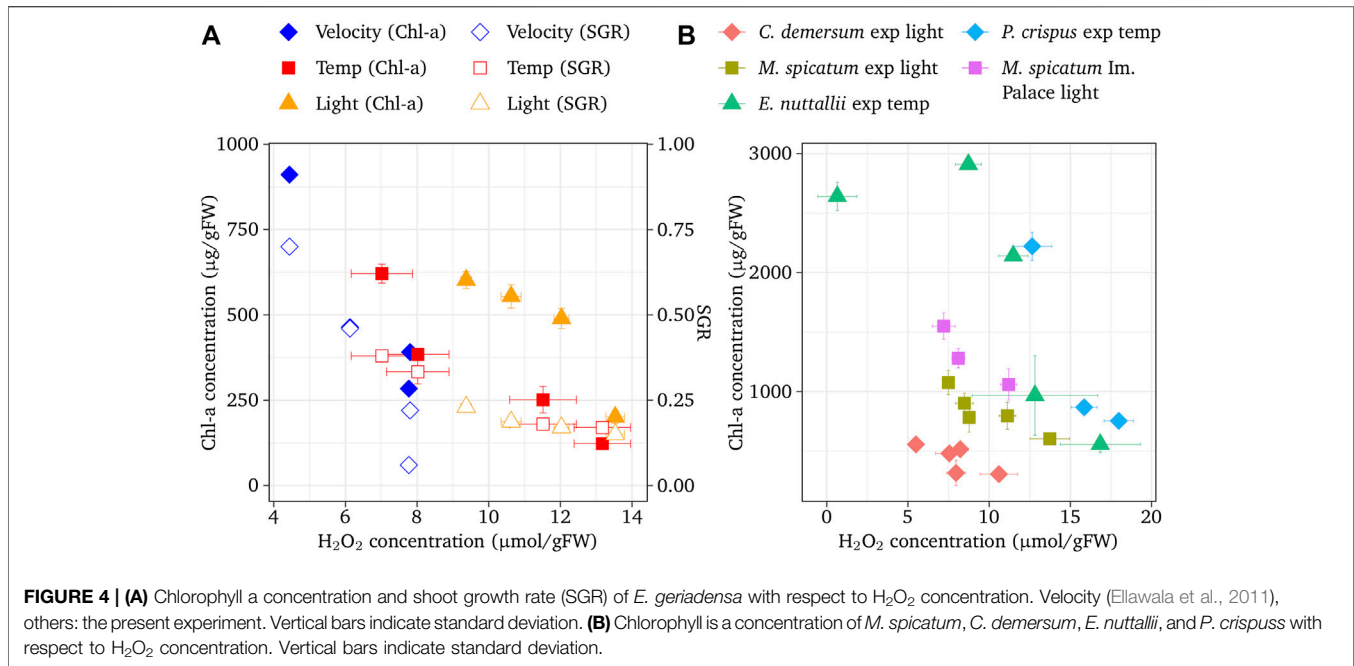 A
Velocity (Chl-a)
Velocity (SGR)
Temp (Chl-a)
Temp (SGR)
Light (Chl-a)
Light (SGR)
B
C. demersum exp light
P. crispus exp temp
M. spicatum exp light
M. spicatum Im.
Palace light
E. nuttallii exp temp
Chl-a concentration (μg/gFW)
1000
750
500
250
0
1.00
0.75
0.50
0.25
0.00
SGR
4 6 8 10 12 14
H₂O₂ concentration (μmol/gFW)
Chl-a concentration (μg/gFW)
3000
2000
1000
0 5 10 15 20
H₂O₂ concentration (μmol/gFW)
FIGURE 4 | (A) Chlorophyll a concentration and shoot growth rate (SGR) of E. geriadensa with respect to H₂O₂ concentration. Velocity (Ellawala et al., 2011),
others: the present experiment. Vertical bars indicate standard deviation. (B) Chlorophyll is a concentration of M. spicatum, C. demersum, E. nuttallii, and P. crispuss with
respect to H₂O₂ concentration. Vertical bars indicate standard deviation.